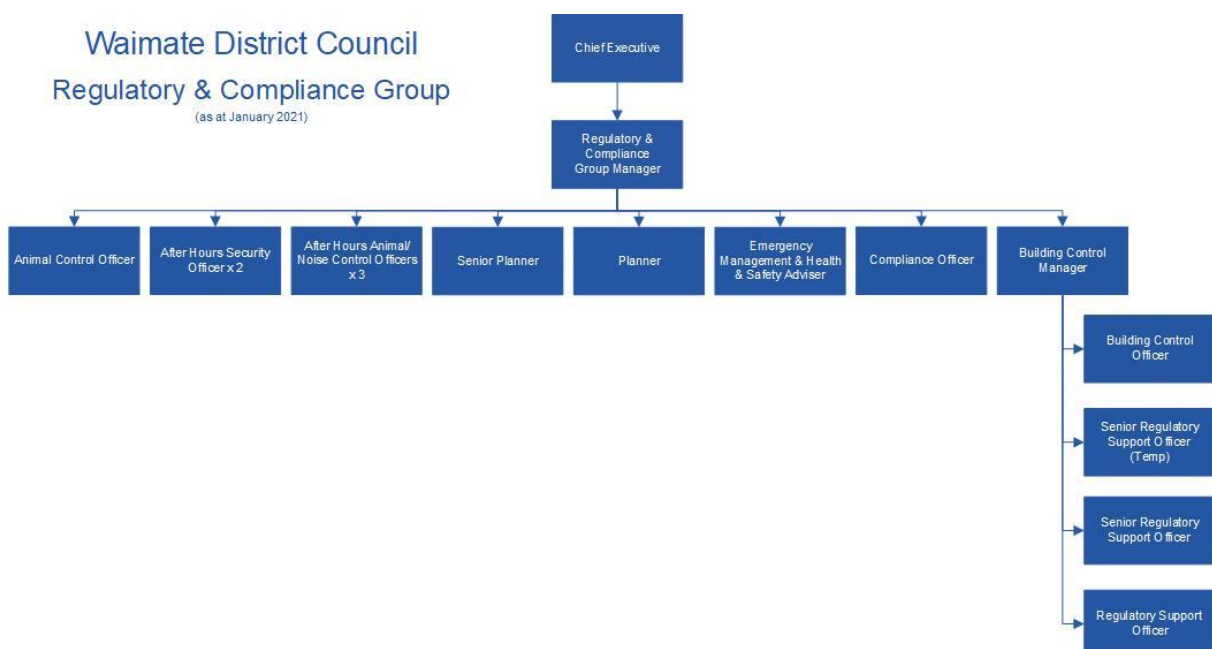 Waimate District Council
Regulatory & Compliance Group
(as at January 2021)
Chief Executive
Regulatory &
Compliance
Group Manager
Animal Control Officer
After Hours Security
Officer x 2
After Hours Animal/
Noise Control Officers
x 3
Senior Planner
Planner
Emergency
Management & Health
& Safety Adviser
Compliance Officer
Building Control
Manager
Building Control
Officer
Senior Regulatory
Support Officer
(Temp)
Senior Regulatory
Support Officer
Regulatory Support
Officer